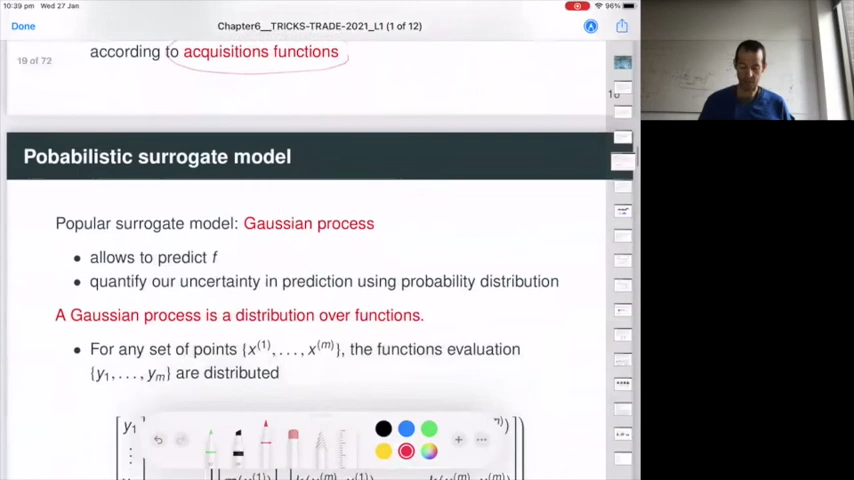 10:39 pm Wed 27 Jan
96%
Done
Chapter6__TRICKS-TRADE-2021_L1 (1 of 12)
according to acquisitions functions
19 of 72
Pobabilistic surrogate model
Popular surrogate model: Gaussian process
• allows to predict f
• quantify our uncertainty in prediction using probability distribution
A Gaussian process is a distribution over functions.
• For any set of points {x⁽¹⁾, . . . , x⁽ᵐ⁾}, the functions evaluation
{y₁, . . . , yₘ} are distributed
y₁
⋮